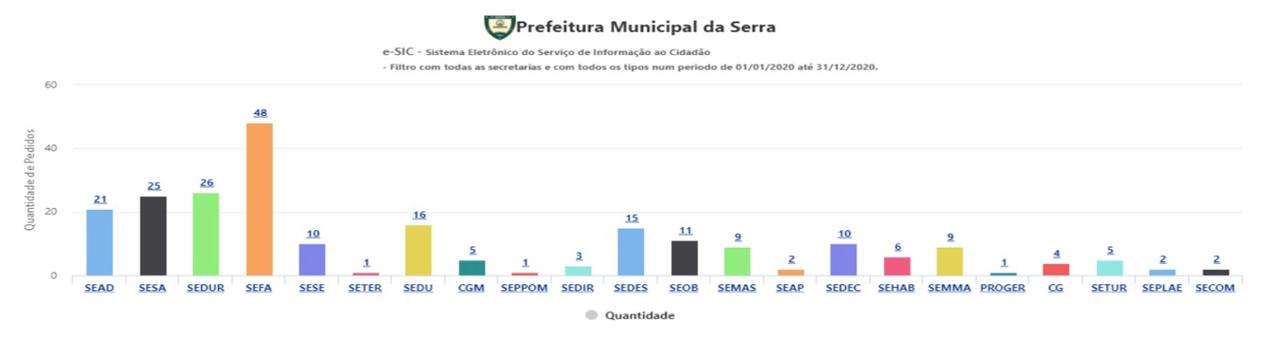 Prefeitura Municipal da Serra
e-SIC - Sistema Eletrônico do Serviço de Informação ao Cidadão
- Filtro com todas as secretarias e com todos os tipos num periodo de 01/01/2020 até 31/12/2020.
Quantidade de Pedidos
60
40
20
0
21 25 26 48 10 1 16 5 1 3 15 11 9 2 10 6 9 1 4 5 2 2
SEAD SESA SEDUR SEFA SESE SETER SEDU CGM SEPPOM SEDIR SEDES SEOB SEMAS SEAP SEDEC SEHAB SEMMA PROGER CG SETUR SEPLAE SECOM
Quantidade